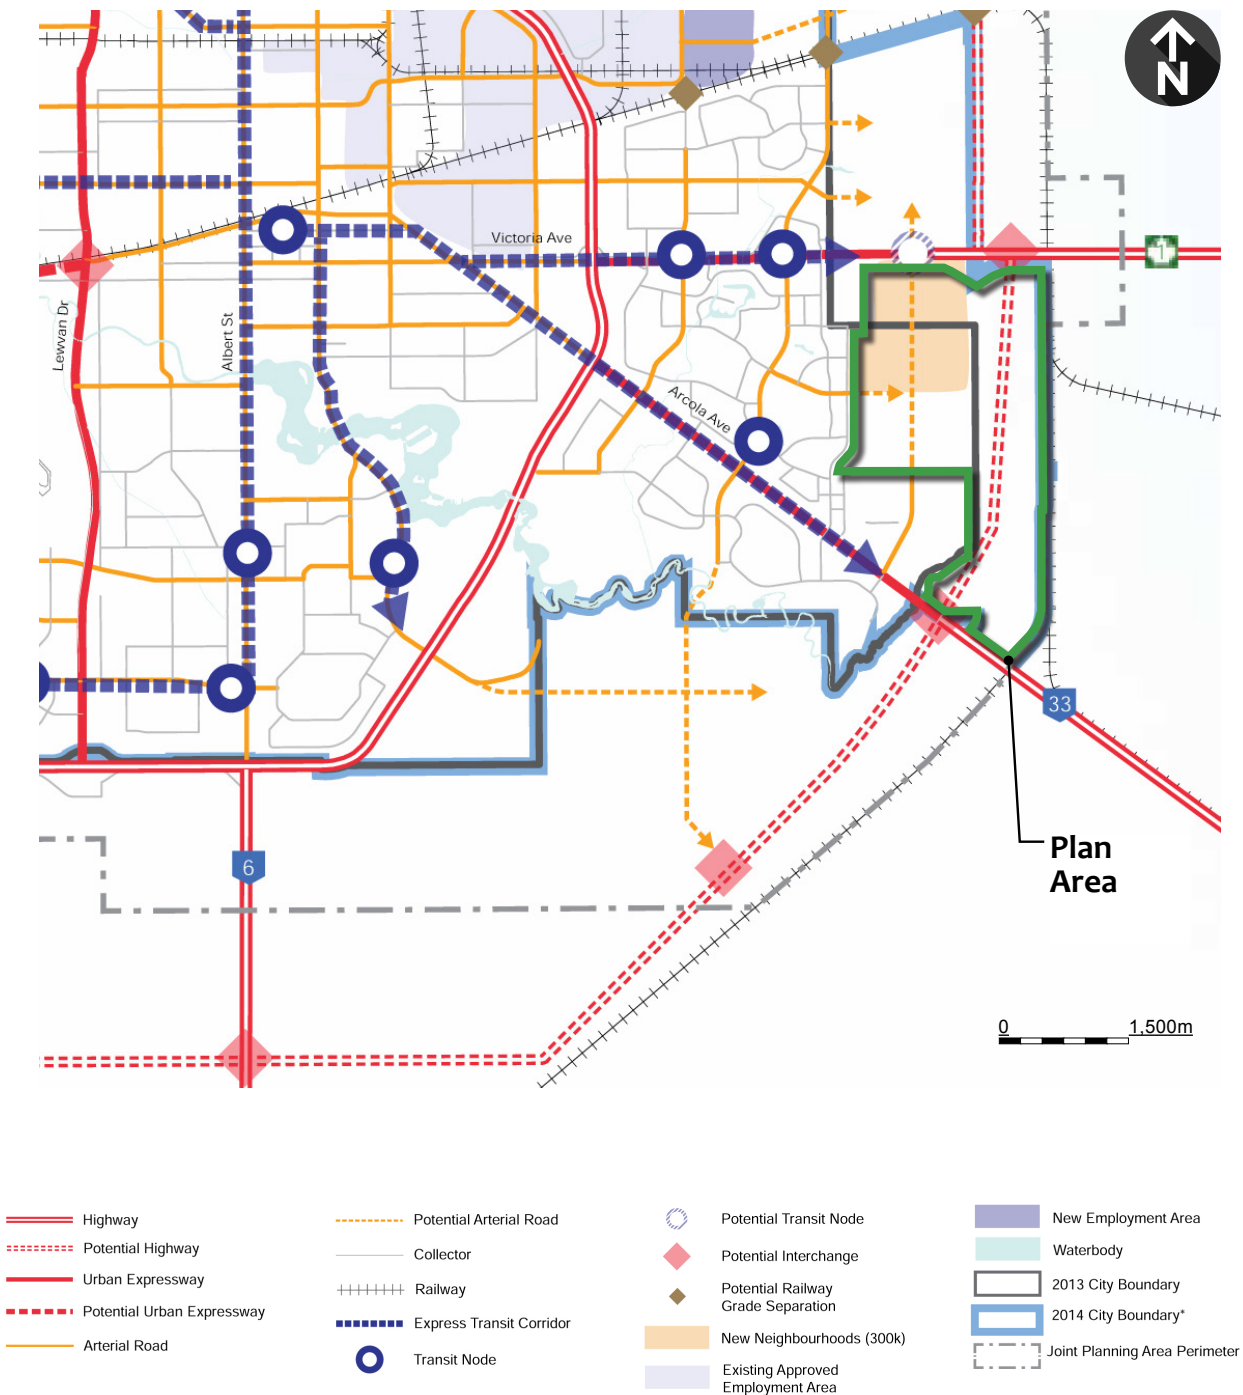 N
Victoria Ave
1
Lewvan Dr
Albert St
Arcola Ave
33
Plan
Area
6
0 1,500m
Highway
Potential Highway
Urban Expressway
Potential Urban Expressway
Arterial Road
Potential Arterial Road
Collector
Railway
Express Transit Corridor
Transit Node
Potential Transit Node
Potential Interchange
Potential Railway
Grade Separation
New Neighbourhoods (300k)
Existing Approved
Employment Area
New Employment Area
Waterbody
2013 City Boundary
2014 City Boundary*
Joint Planning Area Perimeter